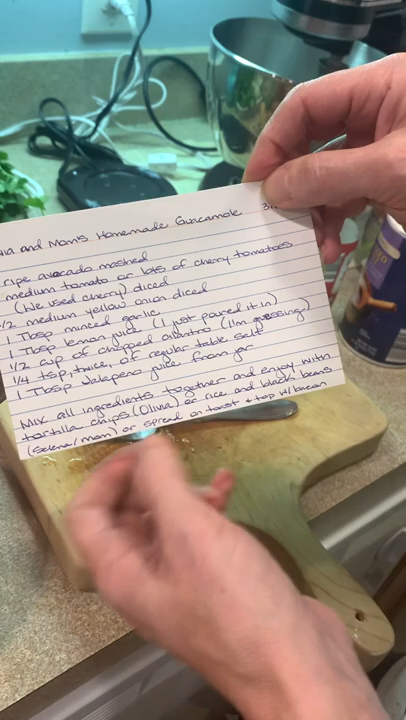 and Mom's Homemade Guacamole
ripe avocado mashed
medium tomato or lots of cherry tomatoes
(We used cherry) diced
1/2 medium yellow onion diced
1 Tbsp minced garlic
1 Tbsp lemon juice (I just poured it in)
1/2 cup of chopped cilantro (I'm guessing)
1/4 tsp, twice, of regular table salt
1 Tbsp Jalapeno juice from jar
Mix all ingredients together and enjoy with
tortilla chips (Olivia) or rice and black beans
(Selena/mom) or spread on toast + top w/ bacon